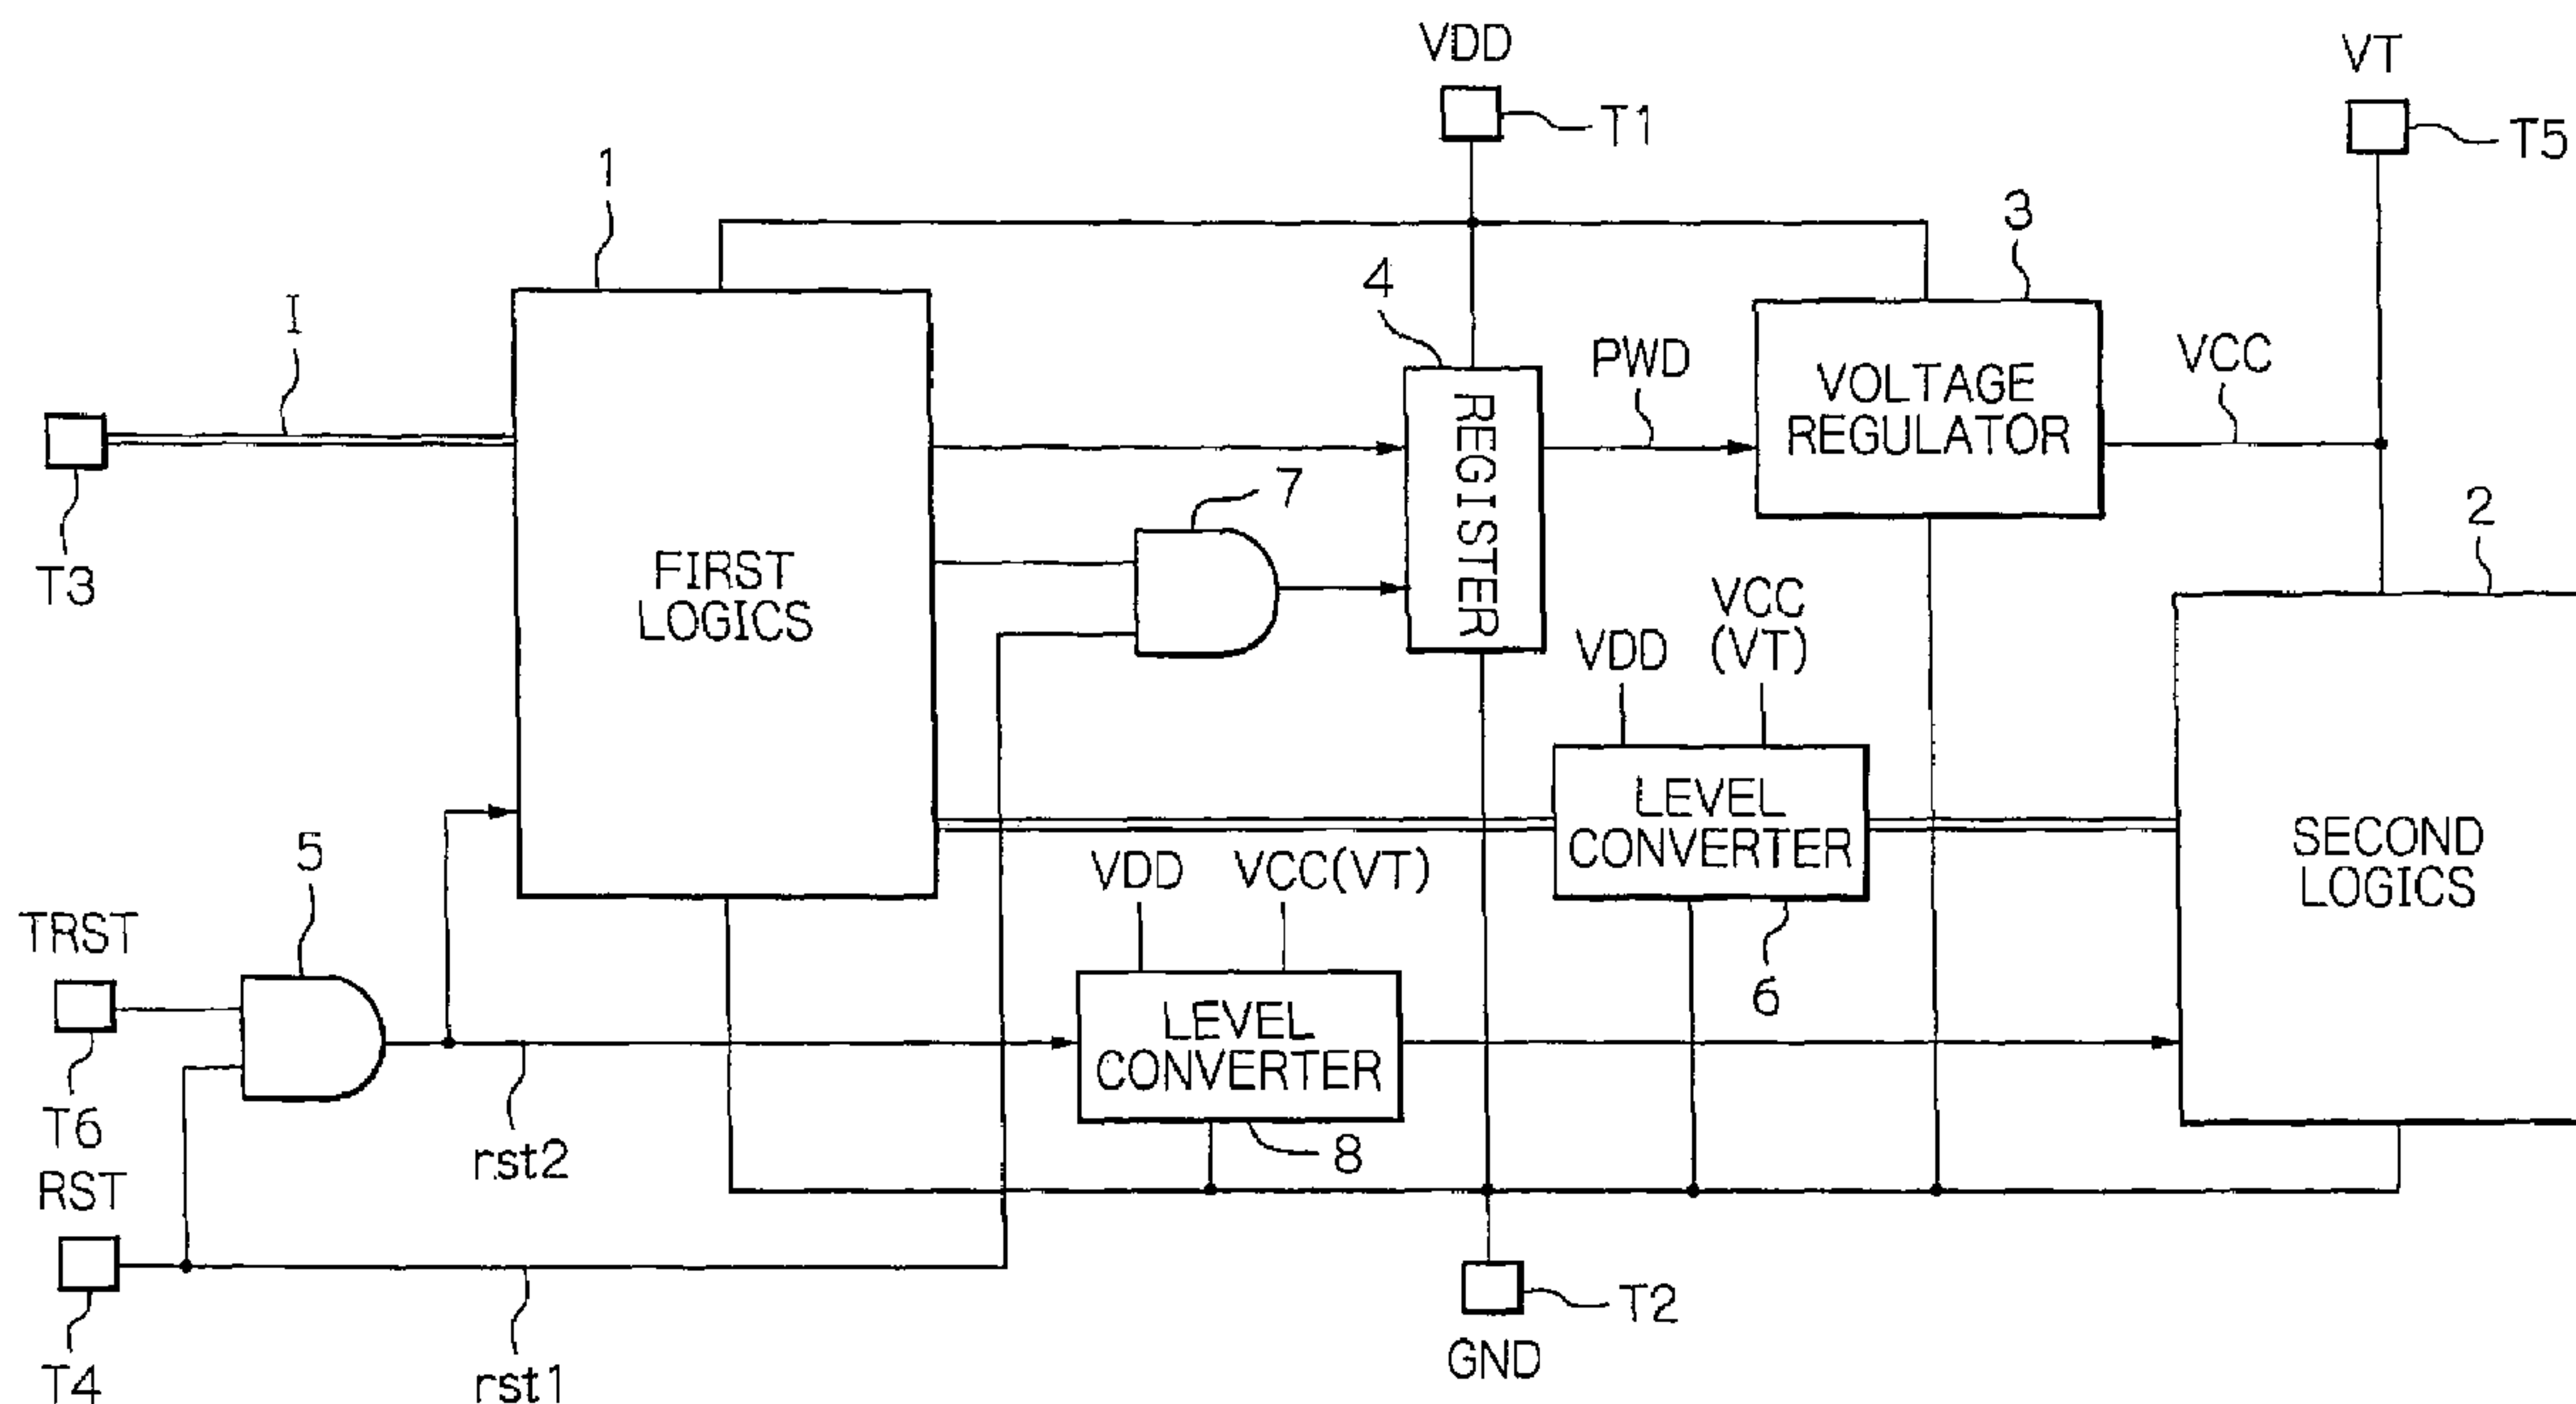 VDD
VT
T1
T5
1
3
4
I
PWD
VCC
VOLTAGE
REGULATOR
REGISTER
7
2
T3
FIRST
LOGICS
VCC
(VT)
VDD
LEVEL
CONVERTER
SECOND
LOGICS
5
VDD
VCC(VT)
TRST
6
LEVEL
CONVERTER
T6
rst2
8
RST
T2
GND
T4
rst1